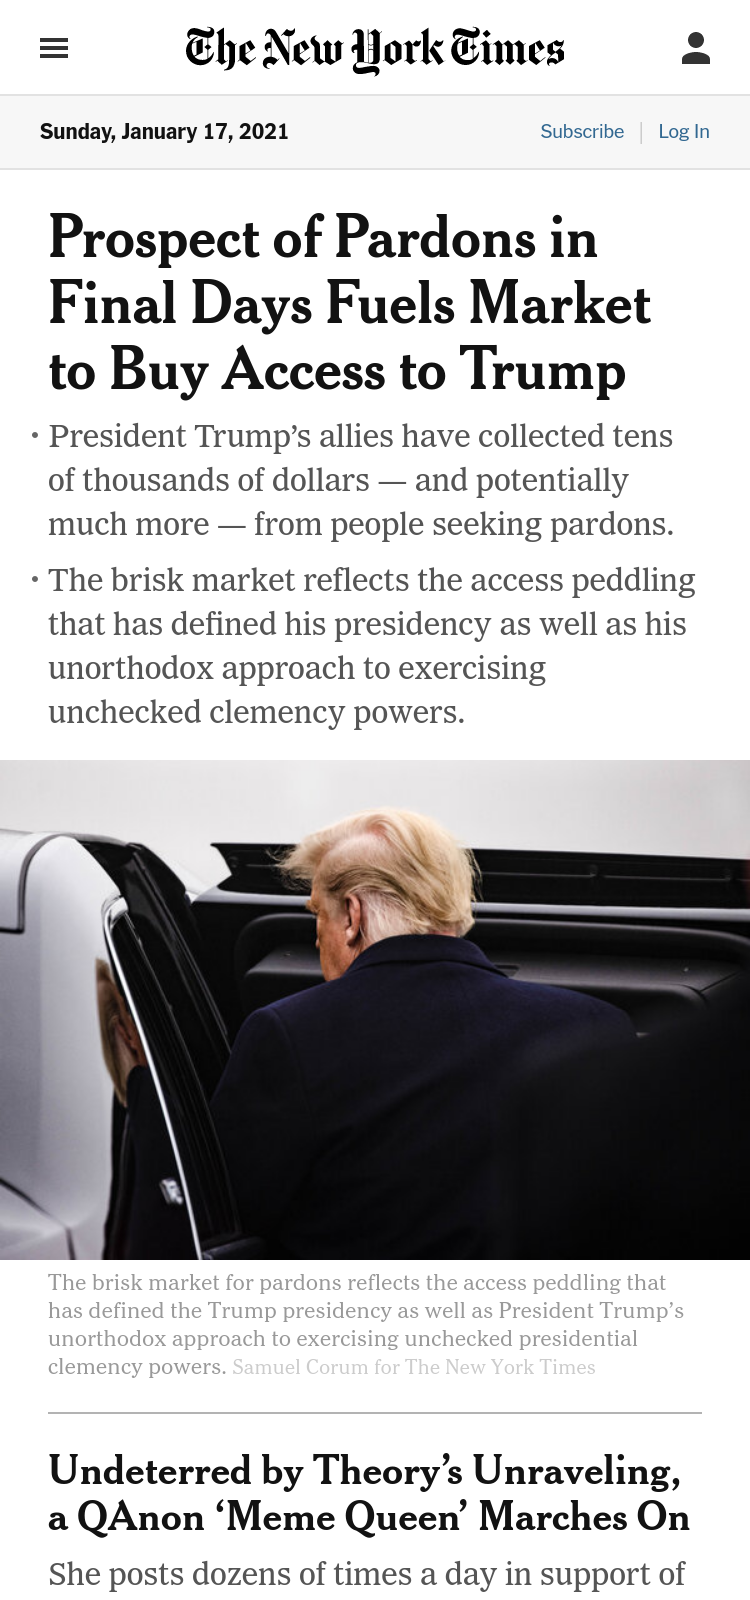 The New York Times
Sunday, January 17, 2021
Subscribe | Log In
Prospect of Pardons in
Final Days Fuels Market
to Buy Access to Trump
• President Trump’s allies have collected tens
of thousands of dollars — and potentially
much more — from people seeking pardons.
• The brisk market reflects the access peddling
that has defined his presidency as well as his
unorthodox approach to exercising
unchecked clemency powers.
The brisk market for pardons reflects the access peddling that
has defined the Trump presidency as well as President Trump’s
unorthodox approach to exercising unchecked presidential
clemency powers. Samuel Corum for The New York Times
Undeterred by Theory’s Unraveling,
a QAnon ‘Meme Queen’ Marches On
She posts dozens of times a day in support of